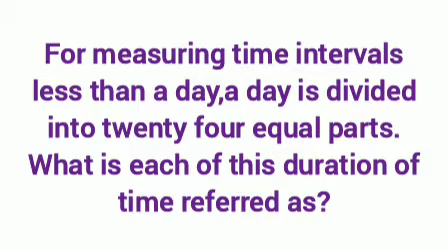 For measuring time intervals
less than a day,a day is divided
into twenty four equal parts.
What is each of this duration of
time referred as?